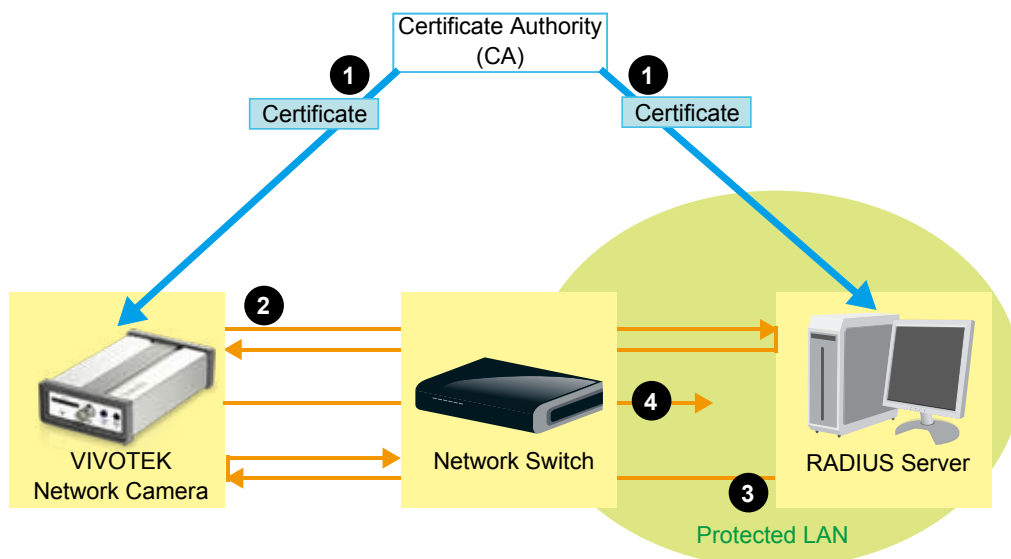 Certificate Authority
(CA)
1
1
Certificate
Certificate
2
4
VIVOTEK
Network Camera
Network Switch
RADIUS Server
3
Protected LAN